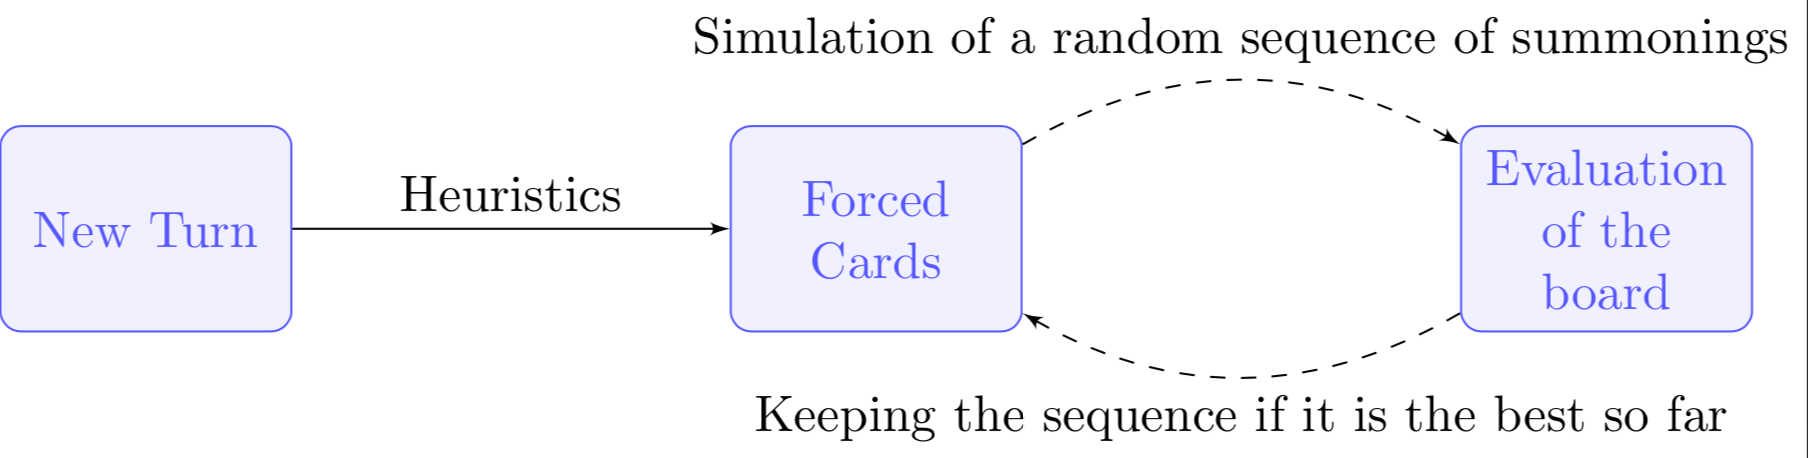 Simulation of a random sequence of summonings
New Turn
Heuristics
Forced
Cards
Evaluation
of the
board
Keeping the sequence if it is the best so far